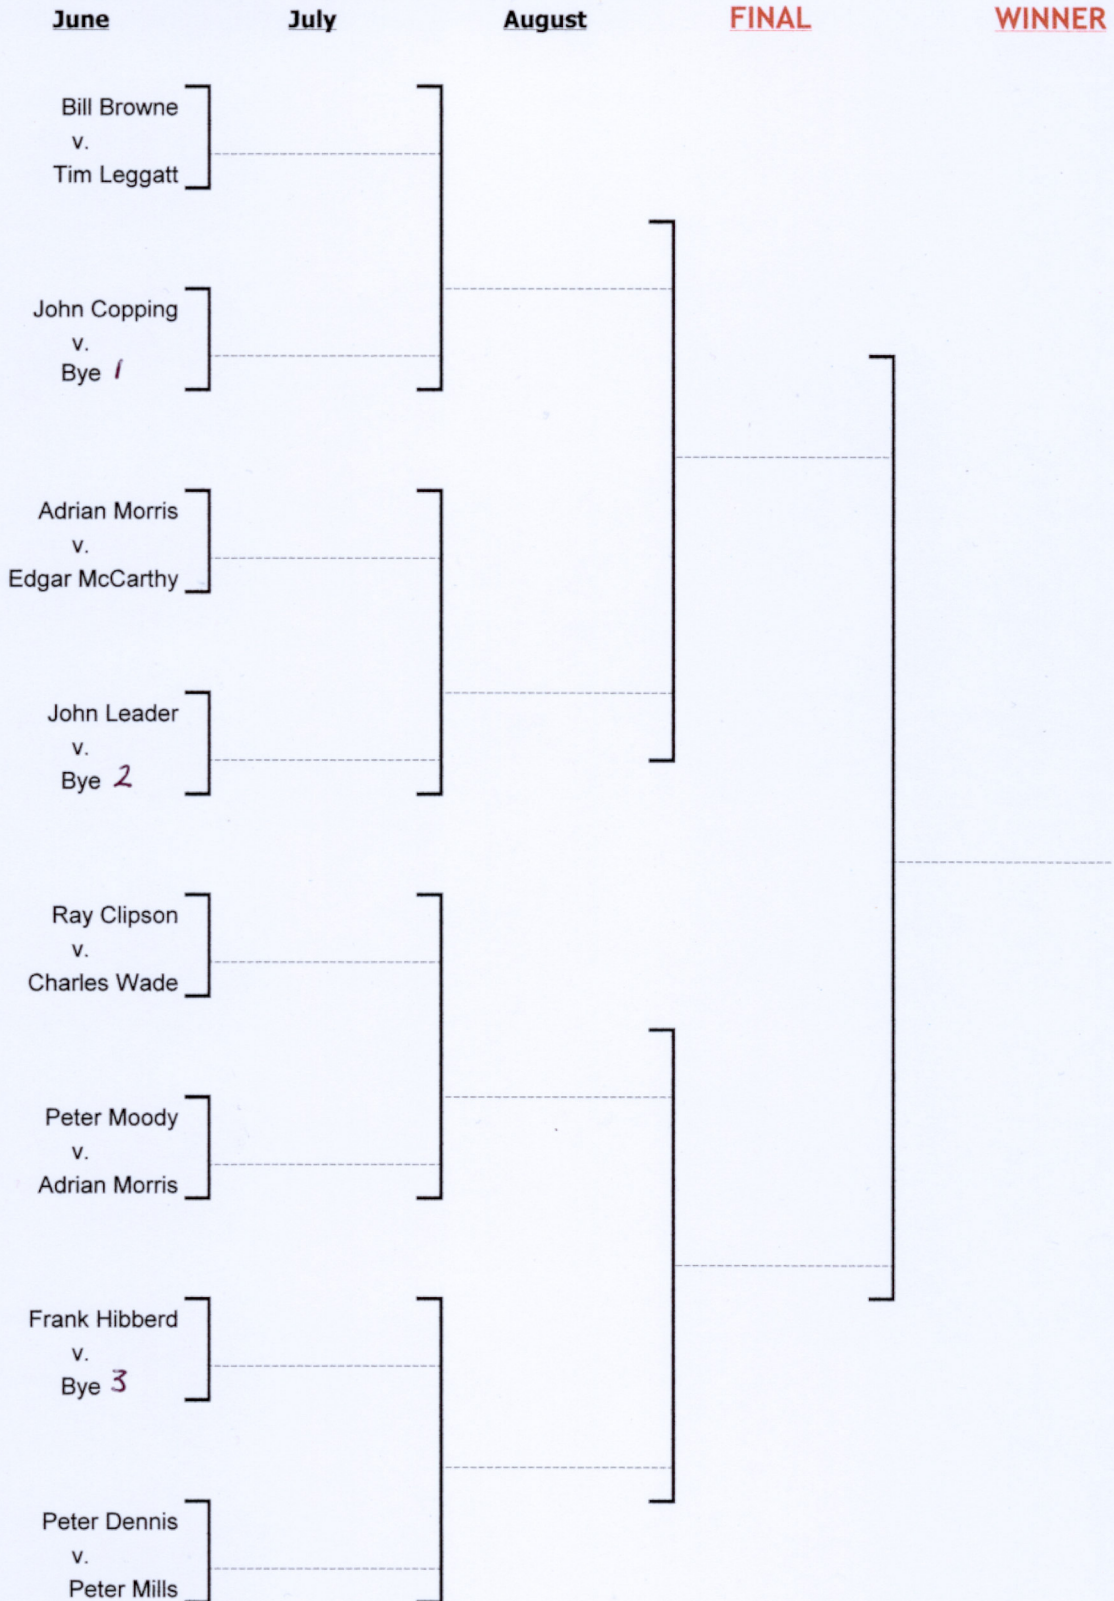 June July August FINAL WINNER
Bill Browne
v.
Tim Leggatt
John Copping
v.
Bye 1
Adrian Morris
v.
Edgar McCarthy
John Leader
v.
Bye 2
Ray Clipson
v.
Charles Wade
Peter Moody
v.
Adrian Morris
Frank Hibberd
v.
Bye 3
Peter Dennis
v.
Peter Mills